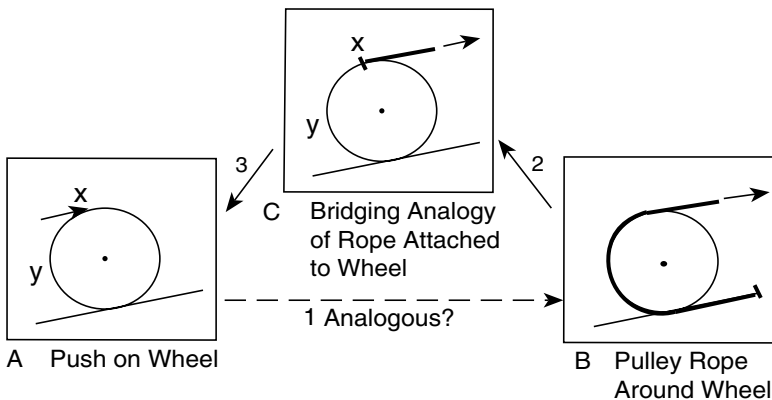 x
y
3
2
C Bridging Analogy
of Rope Attached
to Wheel
x
y
1 Analogous?
A Push on Wheel
B Pulley Rope
Around Wheel